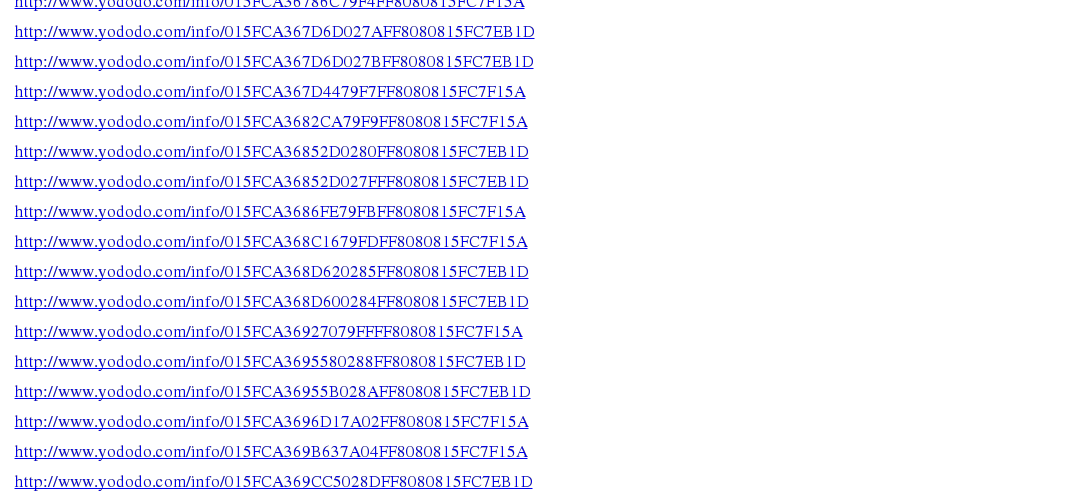 http://www.yododo.com/info/015FCA36786C79F4FF8080815FC7F15A
http://www.yododo.com/info/015FCA367D6D027AFF8080815FC7EB1D
http://www.yododo.com/info/015FCA367D6D027BFF8080815FC7EB1D
http://www.yododo.com/info/015FCA367D4479F7FF8080815FC7F15A
http://www.yododo.com/info/015FCA3682CA79F9FF8080815FC7F15A
http://www.yododo.com/info/015FCA36852D0280FF8080815FC7EB1D
http://www.yododo.com/info/015FCA36852D027FFF8080815FC7EB1D
http://www.yododo.com/info/015FCA3686FE79FBFF8080815FC7F15A
http://www.yododo.com/info/015FCA368C1679FDFF8080815FC7F15A
http://www.yododo.com/info/015FCA368D620285FF8080815FC7EB1D
http://www.yododo.com/info/015FCA368D600284FF8080815FC7EB1D
http://www.yododo.com/info/015FCA36927079FFFF8080815FC7F15A
http://www.yododo.com/info/015FCA3695580288FF8080815FC7EB1D
http://www.yododo.com/info/015FCA36955B028AFF8080815FC7EB1D
http://www.yododo.com/info/015FCA3696D17A02FF8080815FC7F15A
http://www.yododo.com/info/015FCA369B637A04FF8080815FC7F15A
http://www.yododo.com/info/015FCA369CC5028DFF8080815FC7EB1D